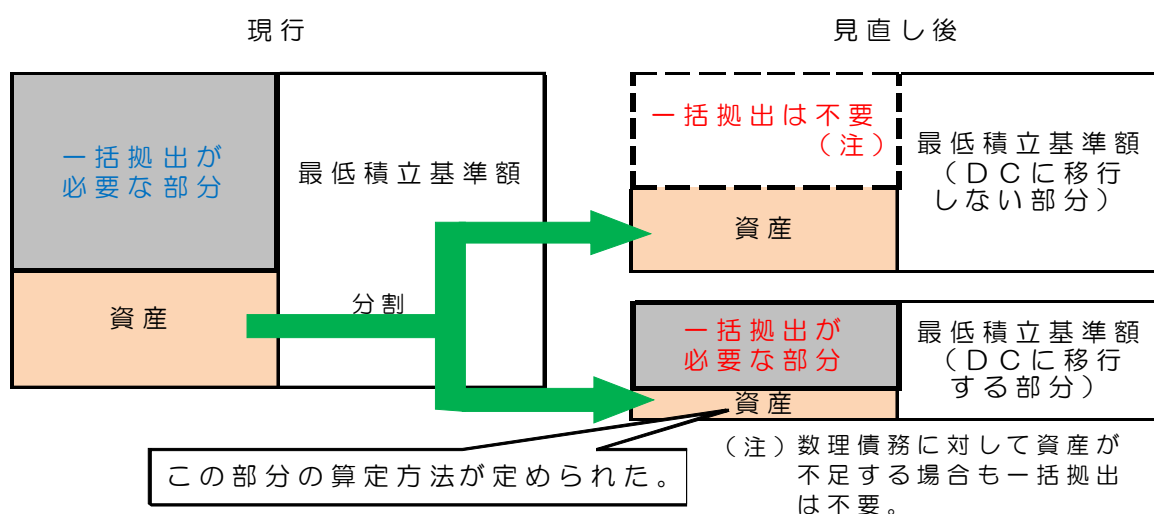 現行
見直し後
一括拠出が
必要な部分
最低積立基準額
資産
分割
一括拠出は不要
（注）
資産
最低積立基準額
（ＤＣに移行
しない部分）
一括拠出が
必要な部分
資産
最低積立基準額
（ＤＣに移行
する部分）
この部分の算定方法が定められた。
（注）数理債務に対して資産が
不足する場合も一括拠出
は不要。